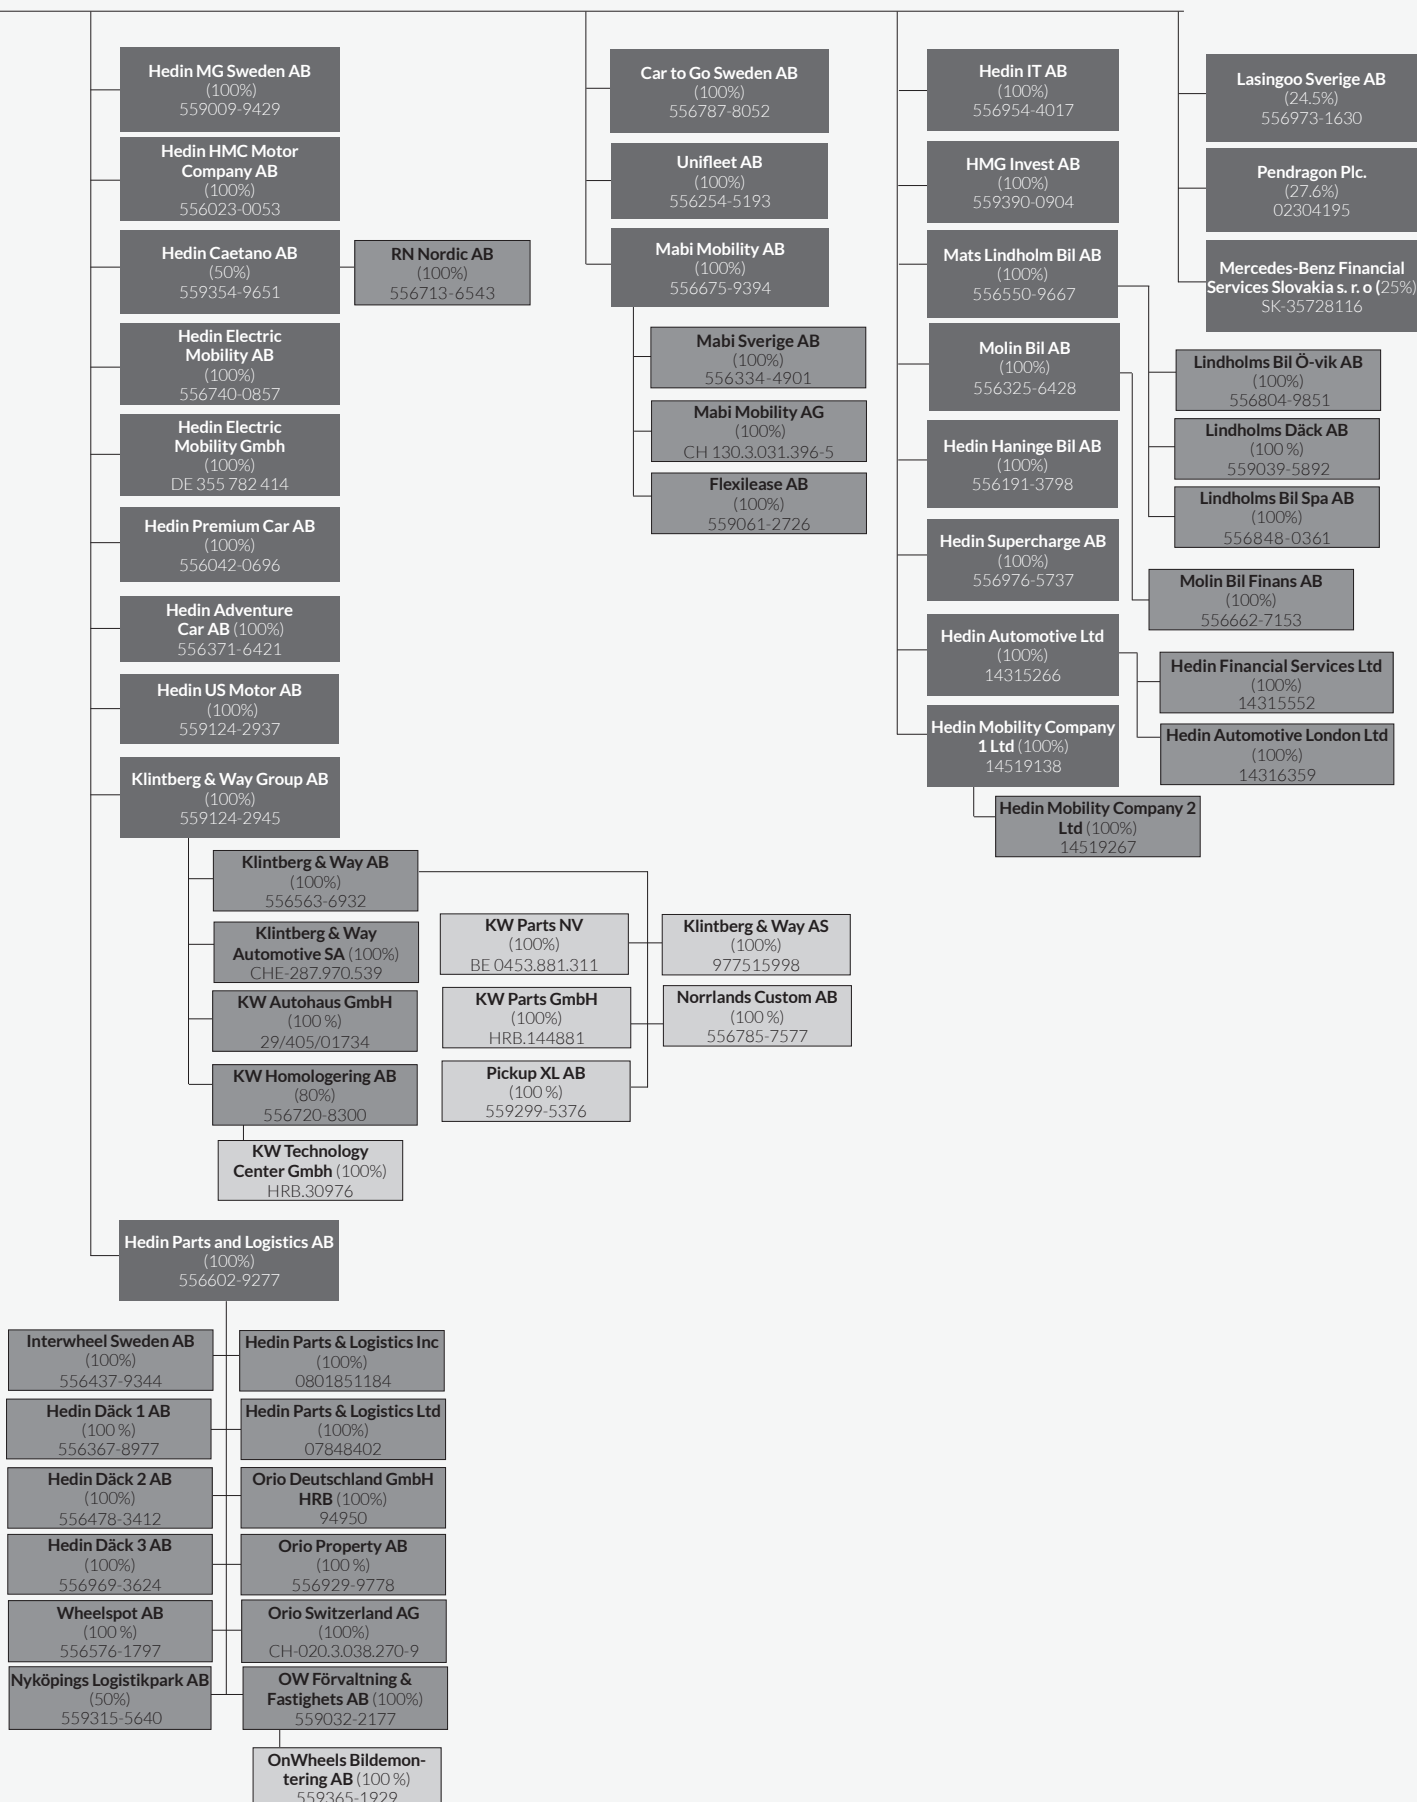 Hedin MG Sweden AB
(100%)
559009-9429
Hedin HMC Motor
Company AB
(100%)
556023-0053
Hedin Caetano AB
(50%)
559354-9651
RN Nordic AB
(100%)
556713-6543
Hedin Electric
Mobility AB
(100%)
556740-0857
Hedin Electric
Mobility Gmbh
(100%)
DE 355 782 414
Hedin Premium Car AB
(100%)
556042-0696
Hedin Adventure
Car AB (100%)
556371-6421
Hedin US Motor AB
(100%)
559124-2937
Klintberg & Way Group AB
(100%)
559124-2945
Klintberg & Way AB
(100%)
556563-6932
Klintberg & Way
Automotive SA (100%)
CHE-287.970.539
KW Autohaus GmbH
(100 %)
29/405/01734
KW Homologering AB
(80%)
556720-8300
KW Technology
Center Gmbh (100%)
HRB.30976
KW Parts NV
(100%)
BE 0453.881.311
Klintberg & Way AS
(100%)
977515998
KW Parts GmbH
(100%)
HRB.144881
Norrlands Custom AB
(100 %)
556785-7577
Pickup XL AB
(100 %)
559299-5376
Hedin Parts and Logistics AB
(100%)
556602-9277
Interwheel Sweden AB
(100%)
556437-9344
Hedin Parts & Logistics Inc
(100%)
0801851184
Hedin Däck 1 AB
(100 %)
556367-8977
Hedin Parts & Logistics Ltd
(100%)
07848402
Hedin Däck 2 AB
(100%)
556478-3412
Orio Deutschland GmbH
HRB (100%)
94950
Hedin Däck 3 AB
(100%)
556969-3624
Orio Property AB
(100 %)
556929-9778
Wheelspot AB
(100 %)
556576-1797
Orio Switzerland AG
(100%)
CH-020.3.038.270-9
Nyköpings Logistikpark AB
(50%)
559315-5640
OW Förvaltning &
Fastighets AB (100%)
559032-2177
OnWheels Bildemon-
tering AB (100 %)
559365-1929
Car to Go Sweden AB
(100%)
556787-8052
Unifleet AB
(100%)
556254-5193
Mabi Mobility AB
(100%)
556675-9394
Mabi Sverige AB
(100%)
556334-4901
Mabi Mobility AG
(100%)
CH 130.3.031.396-5
Flexilease AB
(100%)
559061-2726
Hedin IT AB
(100%)
556954-4017
HMG Invest AB
(100%)
559390-0904
Mats Lindholm Bil AB
(100%)
556550-9667
Molin Bil AB
(100%)
556325-6428
Hedin Haninge Bil AB
(100%)
556191-3798
Hedin Supercharge AB
(100%)
556976-5737
Hedin Automotive Ltd
(100%)
14315266
Hedin Mobility Company
1 Ltd (100%)
14519138
Hedin Mobility Company 2
Ltd (100%)
14519267
Lasingoo Sverige AB
(24.5%)
556973-1630
Pendragon Plc.
(27.6%)
02304195
Mercedes-Benz Financial
Services Slovakia s. r. o (25%)
SK-35728116
Lindholms Bil Ö-vik AB
(100%)
556804-9851
Lindholms Däck AB
(100 %)
559039-5892
Lindholms Bil Spa AB
(100%)
556848-0361
Molin Bil Finans AB
(100%)
556662-7153
Hedin Financial Services Ltd
(100%)
14315552
Hedin Automotive London Ltd
(100%)
14316359